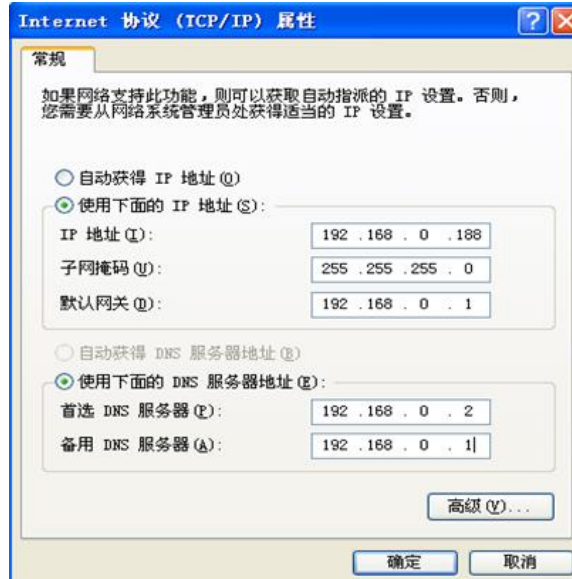 Internet 协议 (TCP/IP) 属性
常规
如果网络支持此功能，则可以获取自动指派的 IP 设置。否则，
您需要从网络系统管理员处获得适当的 IP 设置。
自动获得 IP 地址(O)
使用下面的 IP 地址(S):
IP 地址(I): 192 .168 . 0 .188
子网掩码(U): 255 .255 .255 . 0
默认网关(D): 192 .168 . 0 . 1
自动获得 DNS 服务器地址(B)
使用下面的 DNS 服务器地址(E):
首选 DNS 服务器(P): 192 .168 . 0 . 2
备用 DNS 服务器(A): 192 .168 . 0 . 1
高级(V)...
确定 取消